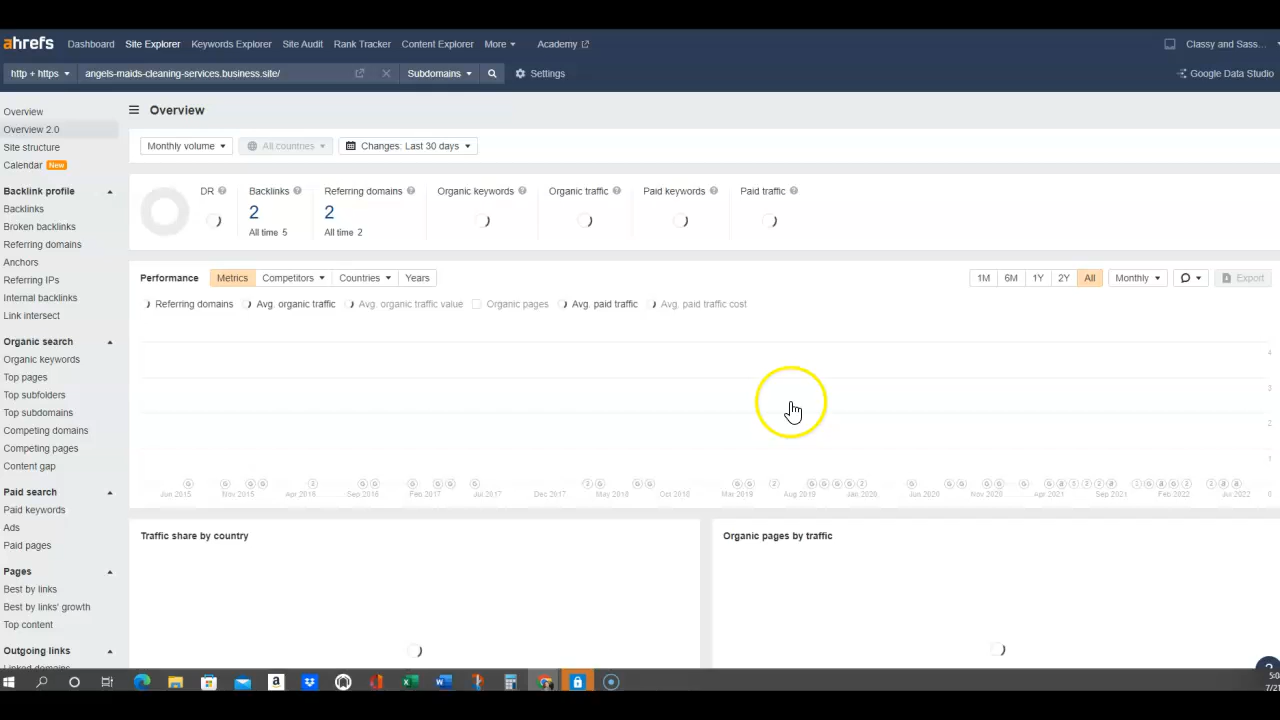 ahrefs Dashboard Site Explorer Keywords Explorer Site Audit Rank Tracker Content Explorer More Academy Classy and Sass...
http + https angels-maids-cleaning-services.business.site/ Subdomains Settings Google Data Studio
Overview
Overview 2.0
Site structure
Calendar New
Backlink profile
Backlinks
Broken backlinks
Referring domains
Anchors
Referring IPs
Internal backlinks
Link intersect
Organic search
Organic keywords
Top pages
Top subfolders
Top subdomains
Competing domains
Competing pages
Content gap
Paid search
Paid keywords
Ads
Paid pages
Pages
Best by links
Best by links' growth
Top content
Outgoing links
Linked domains
Overview
Monthly volume All countries Changes: Last 30 days
DR Backlinks Referring domains Organic keywords Organic traffic Paid keywords Paid traffic
2 2
All time 5 All time 2
Performance Metrics Competitors Countries Years 1M 6M 1Y 2Y All Monthly Export
Referring domains Avg. organic traffic Avg. organic traffic value Organic pages Avg. paid traffic Avg. paid traffic cost
4
3
2
1
Jun 2015 Nov 2015 Apr 2016 Sep 2016 Feb 2017 Jul 2017 Dec 2017 May 2018 Oct 2018 Mar 2019 Aug 2019 Jan 2020 Jun 2020 Nov 2020 Apr 2021 Sep 2021 Feb 2022 Jul 2022 0
Traffic share by country Organic pages by traffic